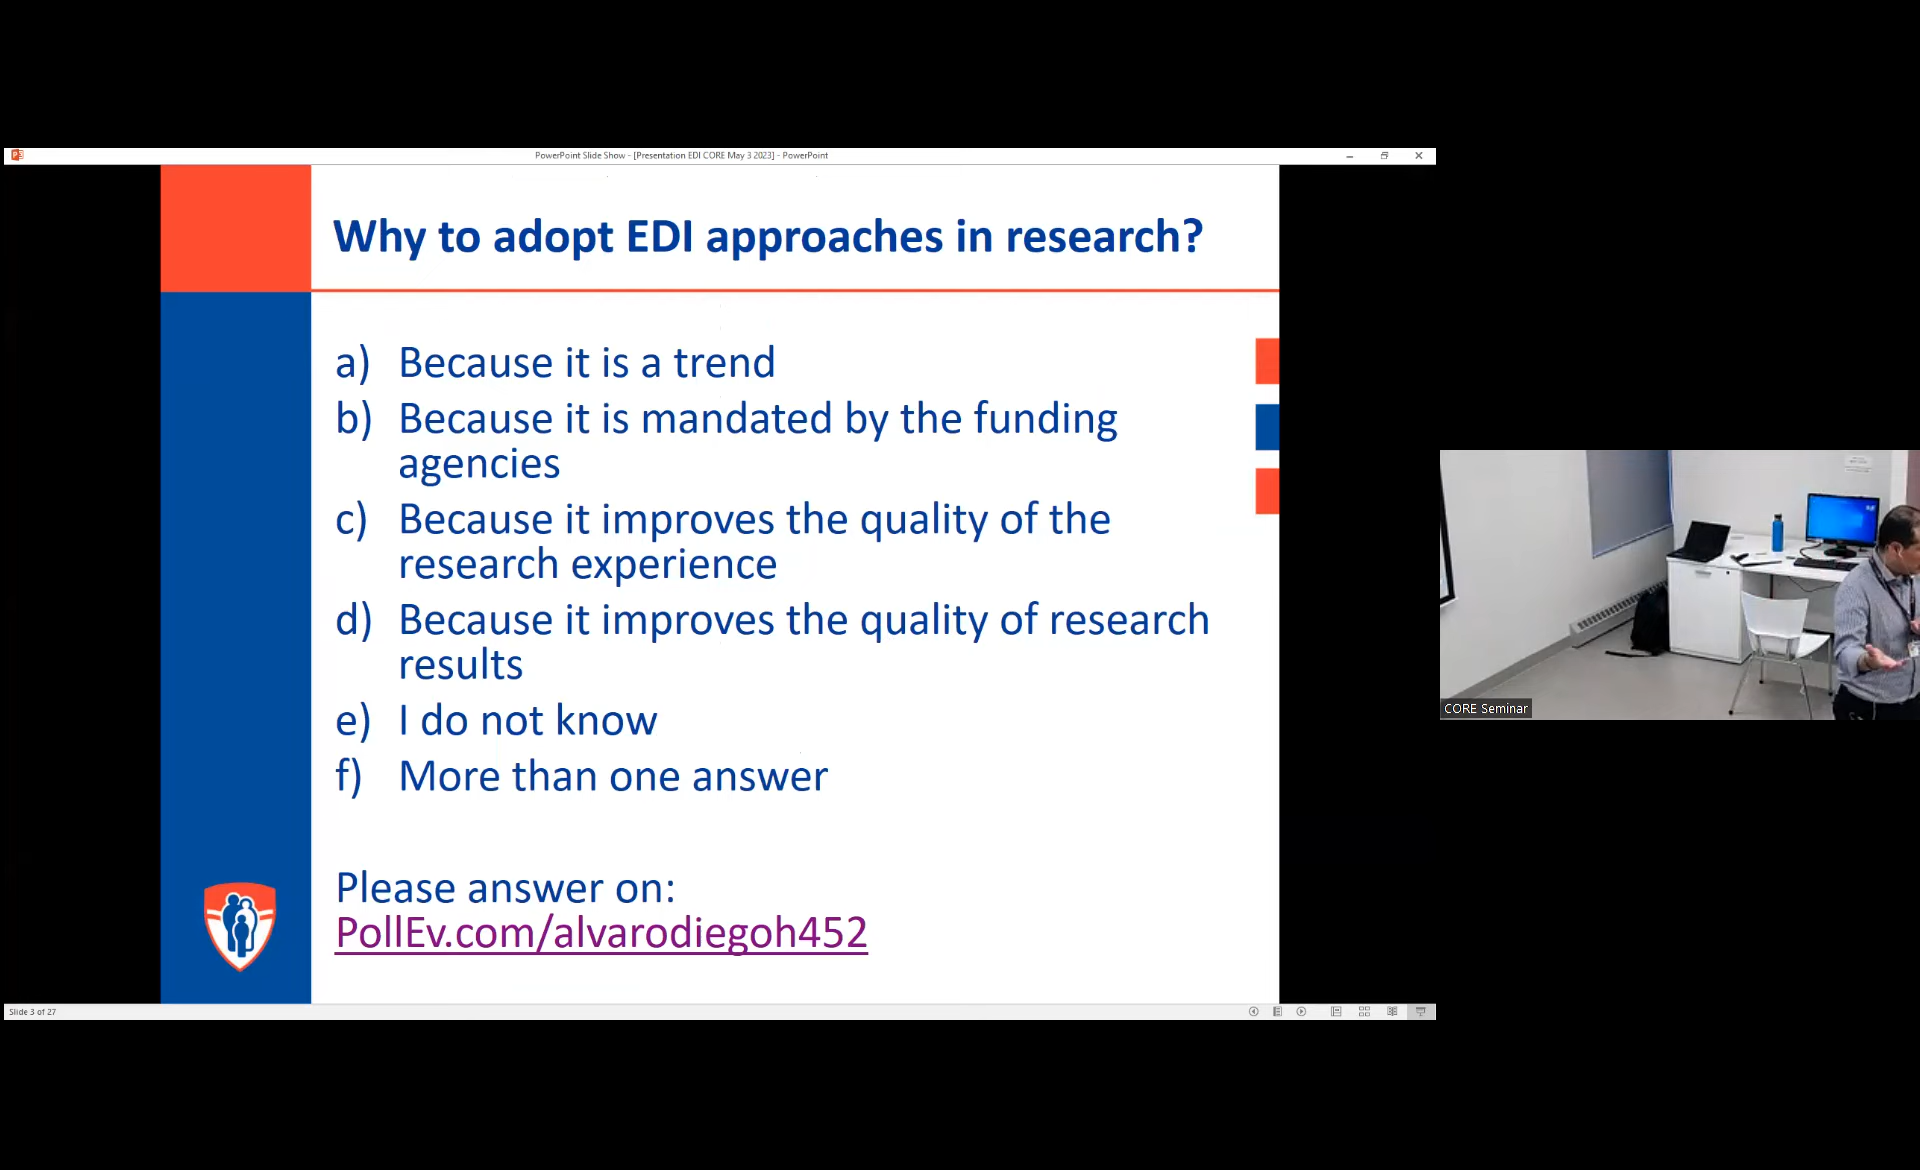 PowerPoint Slide Show - [Presentation EDI CORE May 3 2023] - PowerPoint
Why to adopt EDI approaches in research?
a) Because it is a trend
b) Because it is mandated by the funding
agencies
c) Because it improves the quality of the
research experience
d) Because it improves the quality of research
results
e) I do not know
f) More than one answer
Please answer on:
PollEv.com/alvarodiegoh452
CORE Seminar
Slide 3 of 27